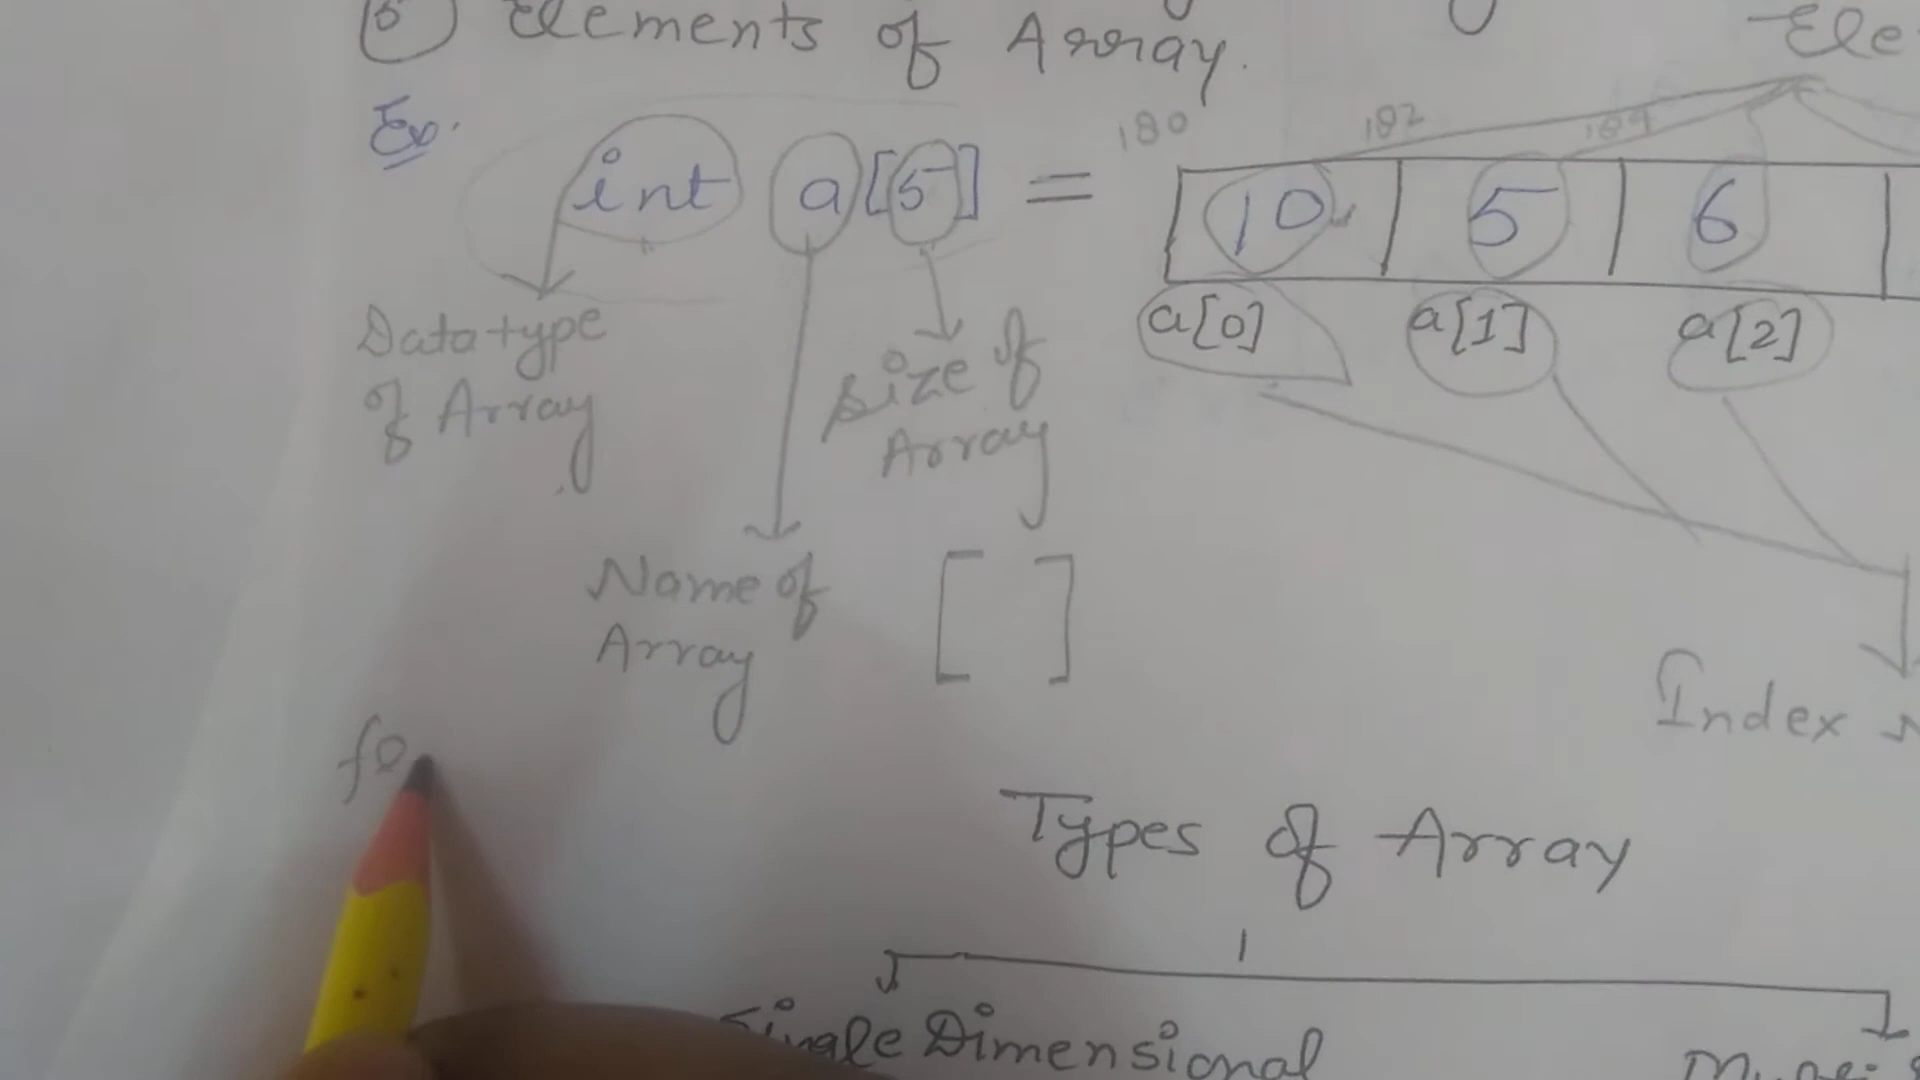 5 Elements of Array.
Ex.
int a[5] = 10 5 6
180 182 184
a[0] a[1] a[2]
Datatype of Array
Size of Array
Name of Array
[ ]
Index
fo
Types of Array
Single Dimensional